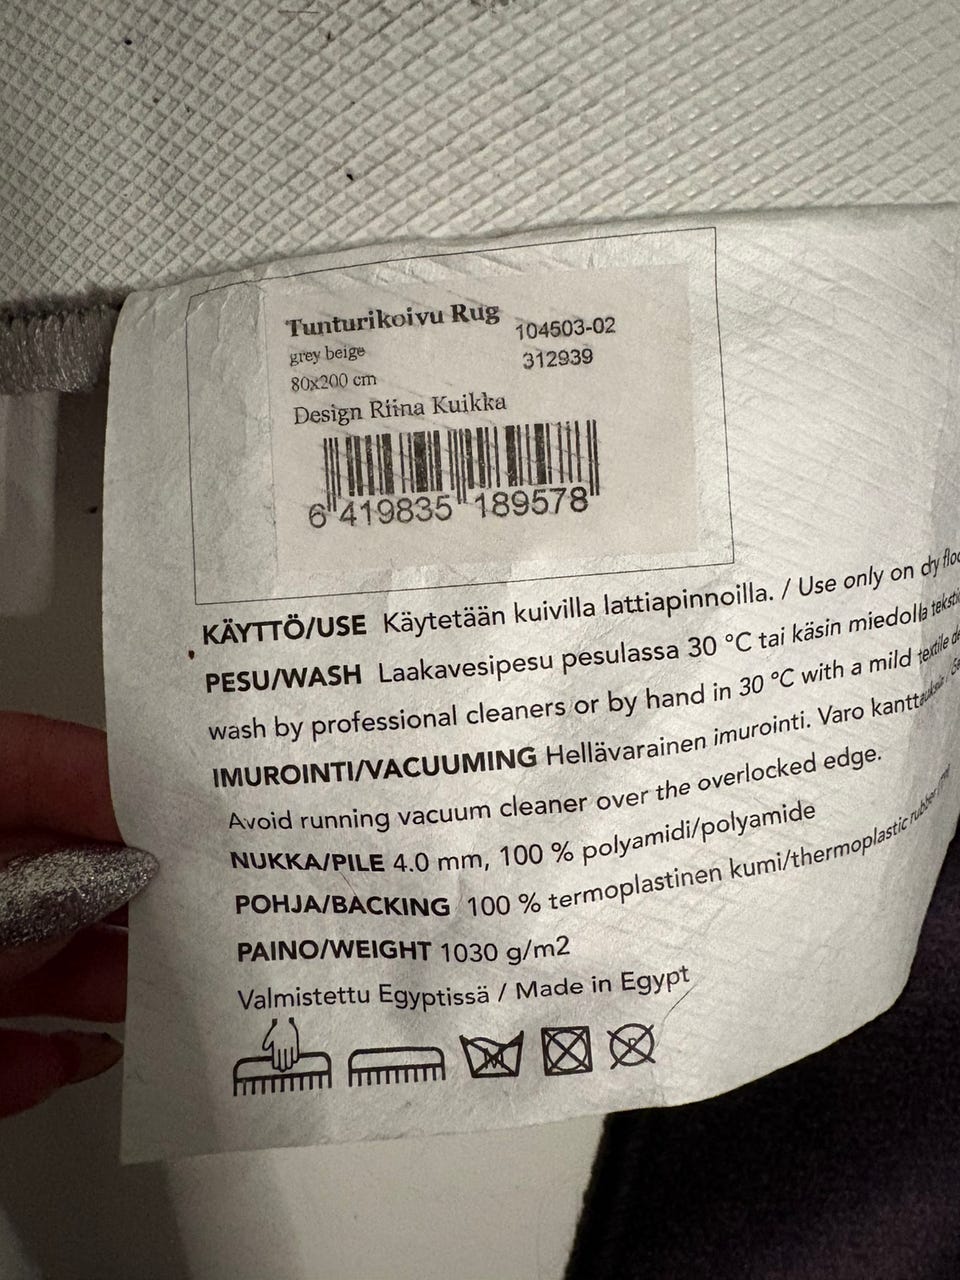 Tunturikoivu Rug
104503-02
grey beige
312939
80x200 cm
Design Riina Kuikka
6 419835 189578
KÄYTTÖ/USE Käytetään kuivilla lattiapinnoilla. / Use only on dry
PESU/WASH Laakavesipesu pesulassa 30 °C tai käsin miedolla
wash by professional cleaners or by hand in 30 °C with a mild textile
IMUROINTI/VACUUMING Hellävarainen imurointi. Varo
Avoid running vacuum cleaner over the overlocked edge.
NUKKA/PILE 4.0 mm, 100 % polyamidi/polyamide
POHJA/BACKING 100 % termoplastinen kumi/thermoplastic rubber
PAINO/WEIGHT 1030 g/m2
Valmistettu Egyptissä / Made in Egypt